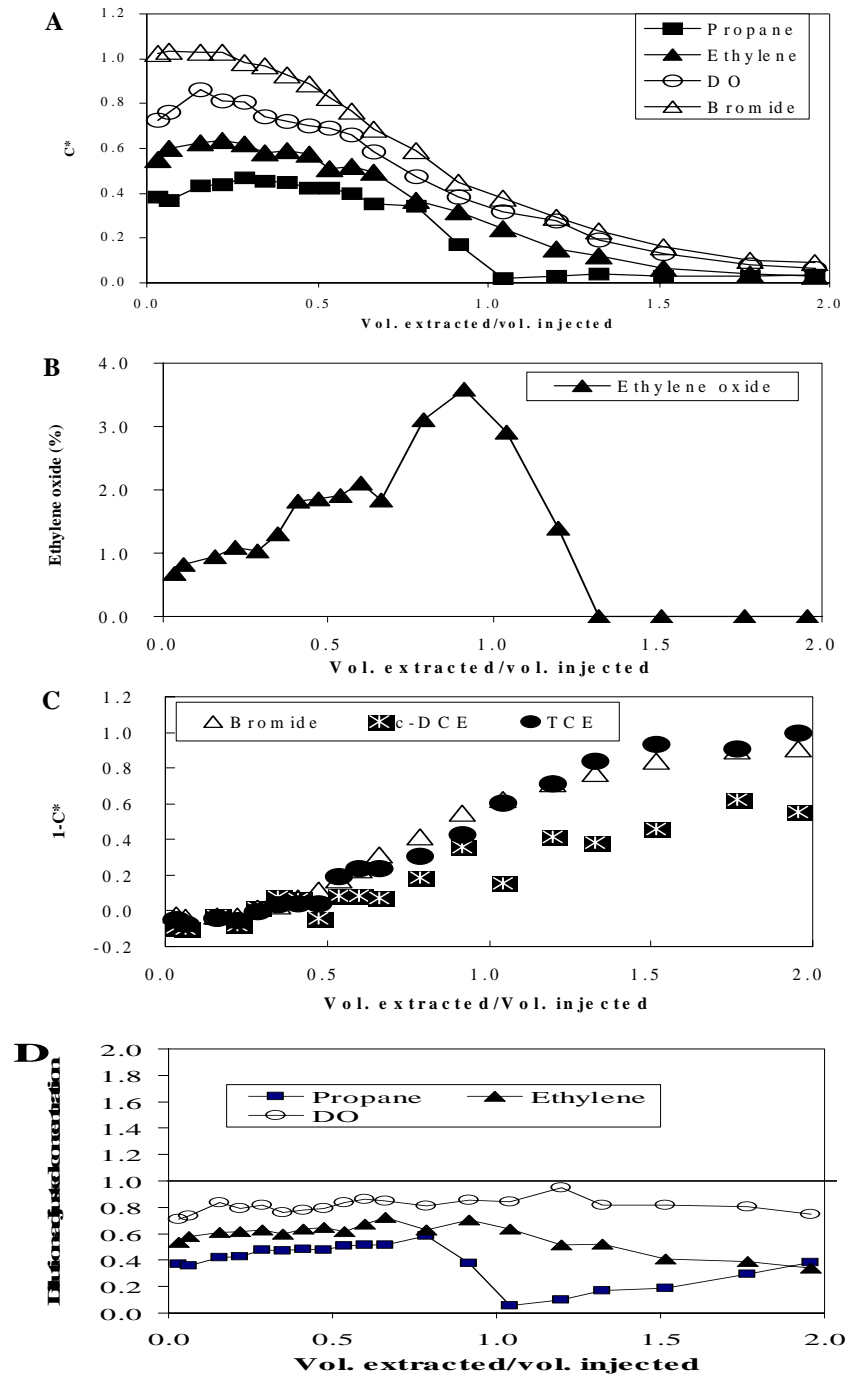 A
C*
1.2
1.0
0.8
0.6
0.4
0.2
0.0
0.0 0.5 1.0 1.5 2.0
Vol. extracted/vol. injected
Propane
Ethylene
DO
Bromide
B
Ethylene oxide (%)
4.0
3.0
2.0
1.0
0.0
0.0 0.5 1.0 1.5 2.0
Vol. extracted/vol. injected
Ethylene oxide
C
1-C*
1.2
1.0
0.8
0.6
0.4
0.2
0.0
-0.2
0.0 0.5 1.0 1.5 2.0
Vol. extracted/Vol. injected
Bromide c-DCE TCE
D
2.0
1.8
1.6
1.4
1.2
1.0
0.8
0.6
0.4
0.2
0.0
0.0 0.5 1.0 1.5 2.0
Vol. extracted/vol. injected
Propane Ethylene
DO